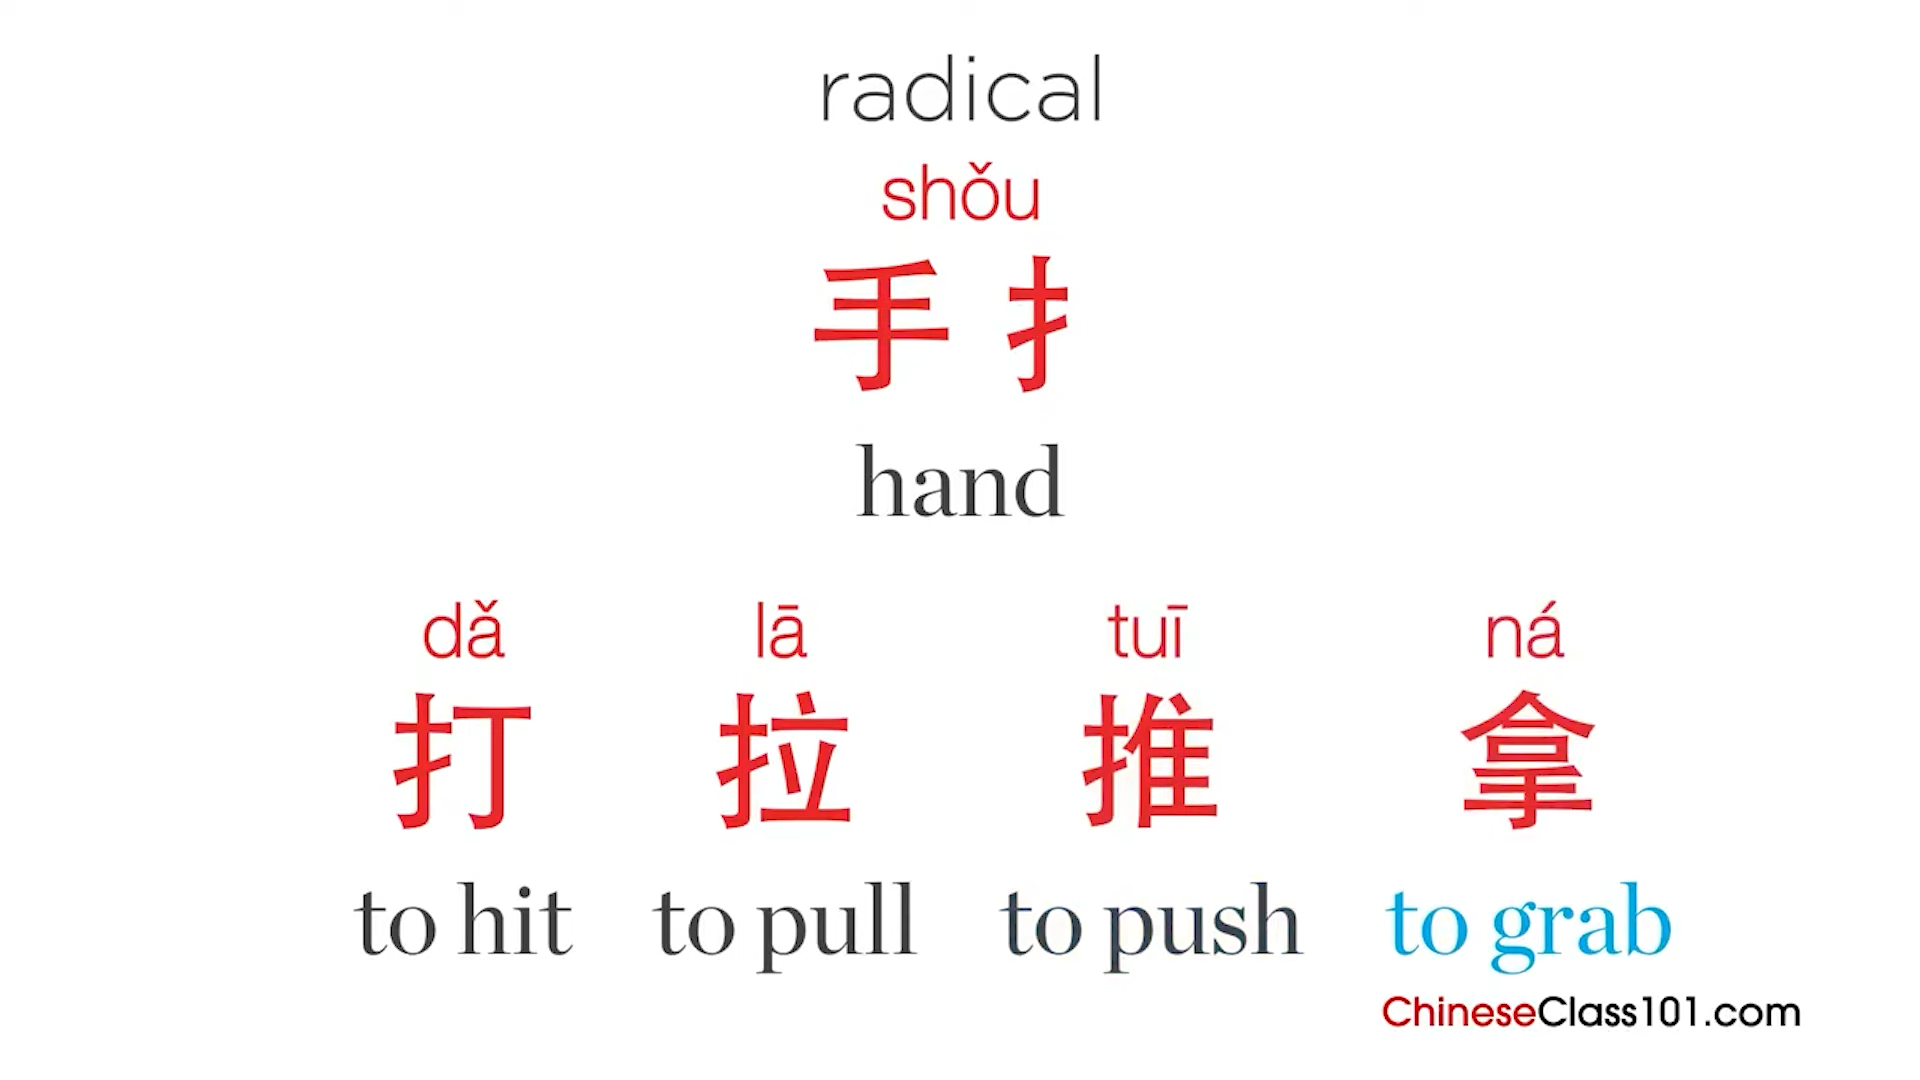 radical
shǒu
手 扌
hand
dǎ lā tuī ná
打 拉 推 拿
to hit to pull to push to grab
ChineseClass101.com